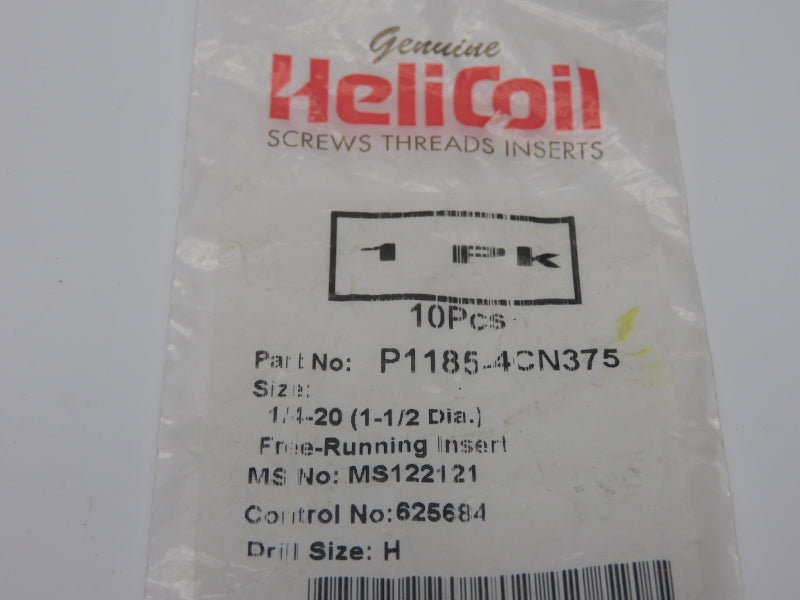 Genuine
HeliCoil
SCREWS THREADS INSERTS
1 Pk
10Pcs
Part No: P1185-4CN375
Size:
1/4-20 (1-1/2 Dia.)
Free-Running Insert
MS No: MS122121
Control No:625684
Drill Size: H